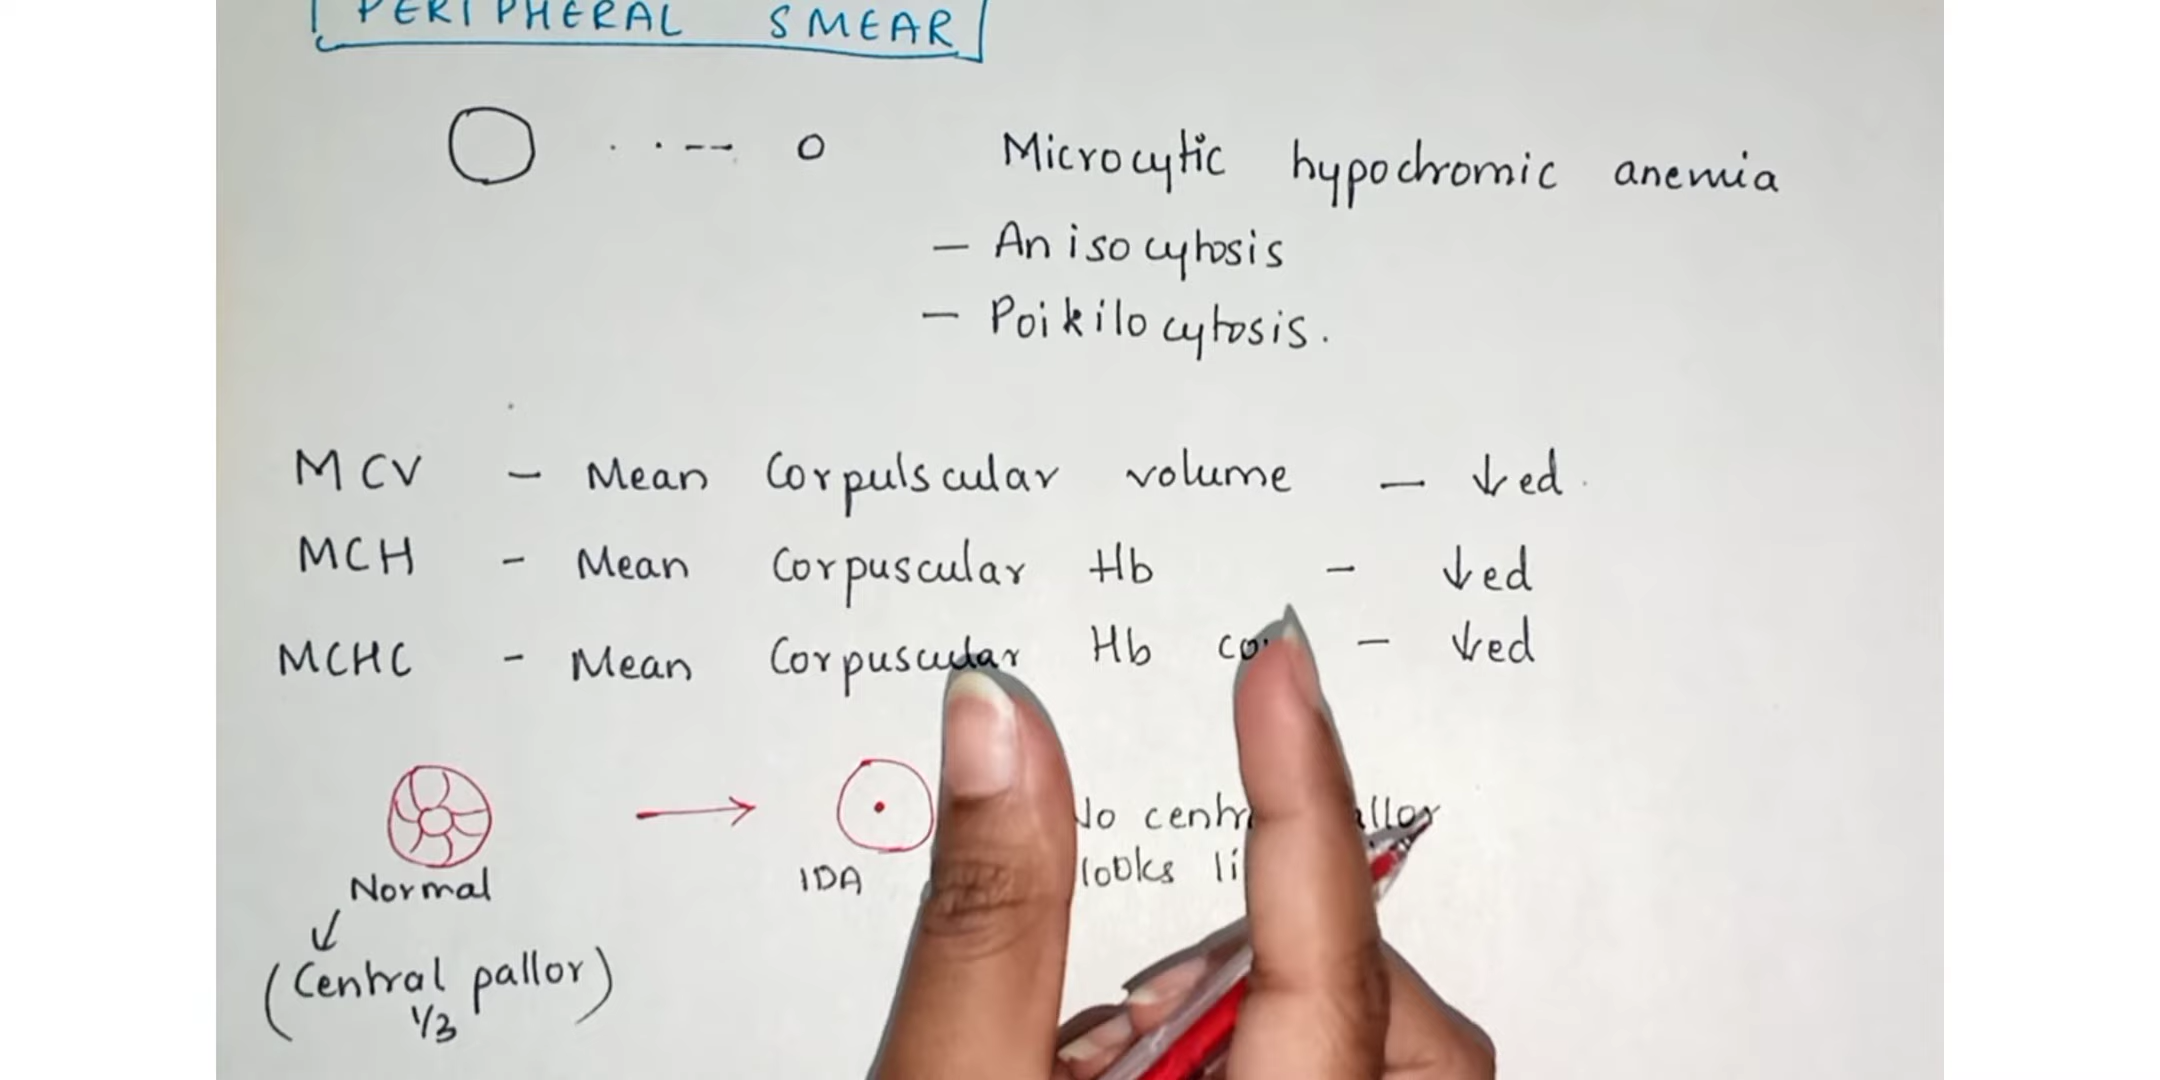 PERIPHERAL SMEAR
Microcytic hypochromic anemia
– Anisocytosis
– Poikilocytosis.
MCV – Mean Corpulscular volume – ↓ed
MCH – Mean Corpuscular Hb – ↓ed
MCHC – Mean Corpuscular Hb – ↓ed
Normal
IDA
looks
(Central pallor)
1/3